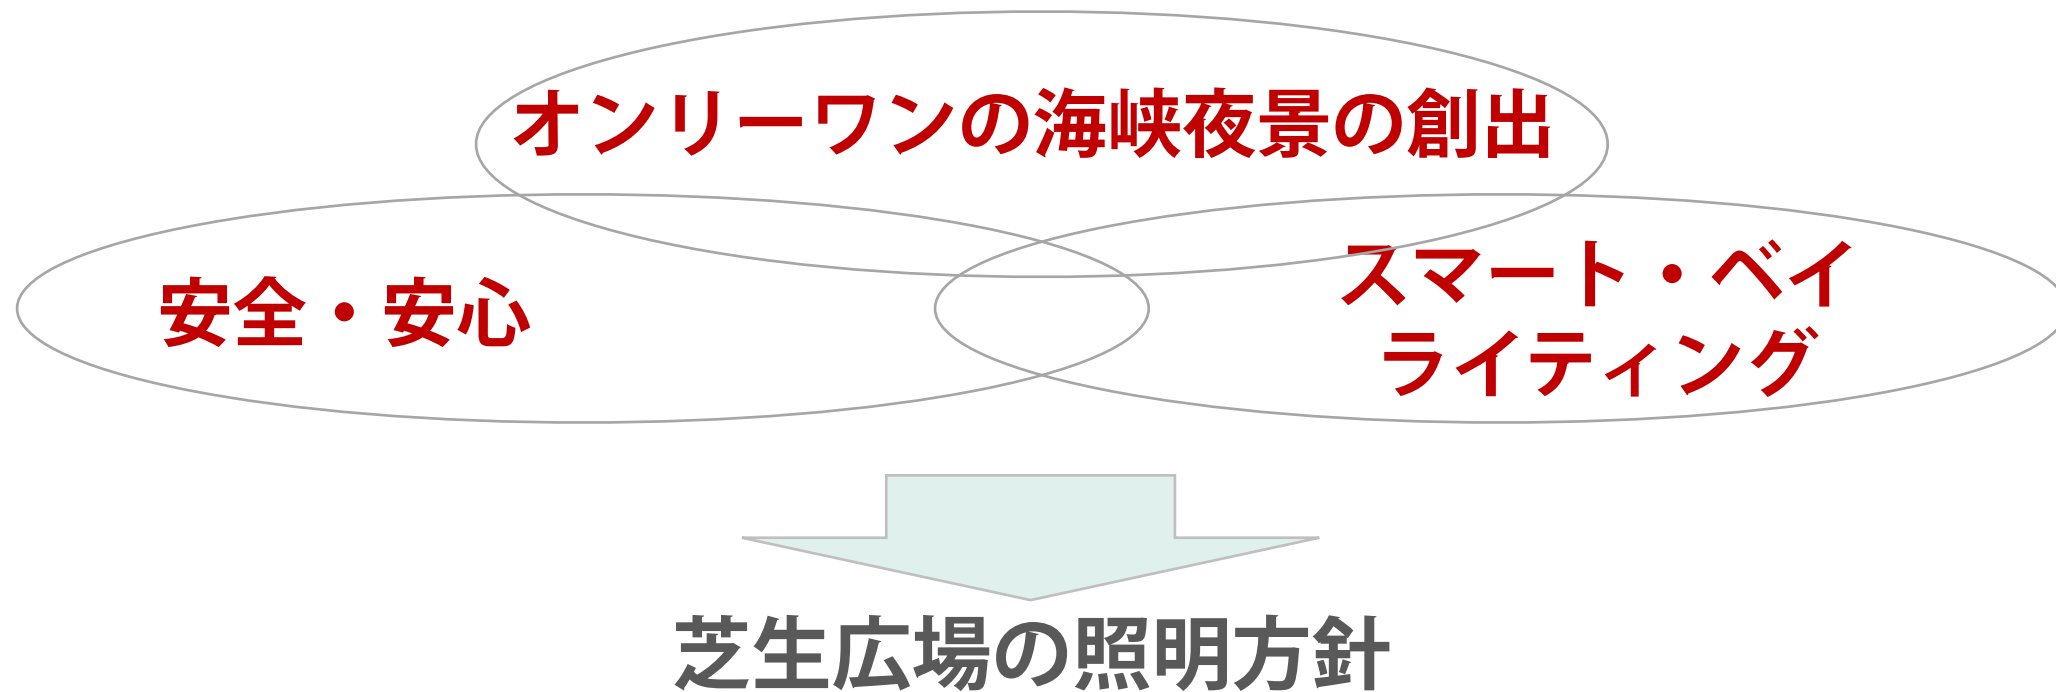 オンリーワンの海峡夜景の創出
安全・安心
スマート・ベイ
ライティング
芝生広場の照明方針